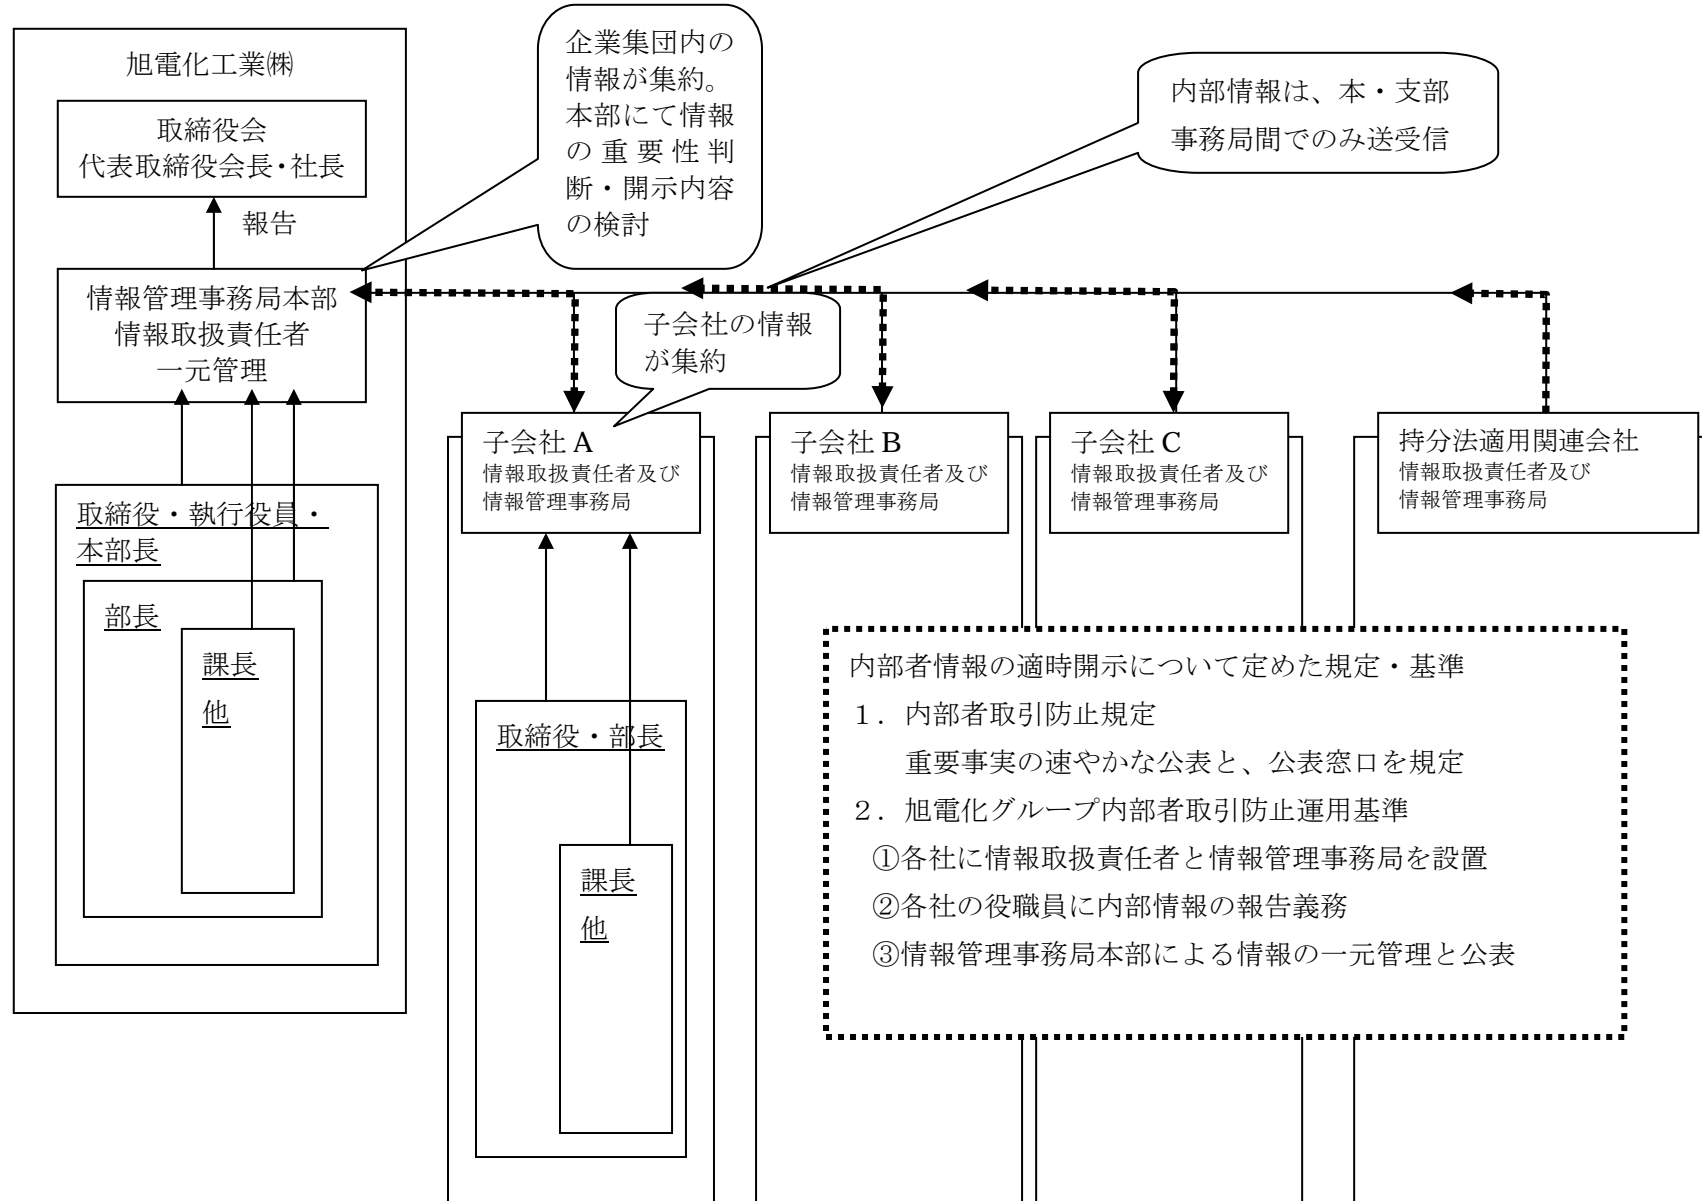 旭電化工業㈱
取締役会
代表取締役会長・社長
報告
情報管理事務局本部
情報取扱責任者
一元管理
取締役・執行役員・
本部長
部長
課長
他
企業集団内の
情報が集約。
本部にて情報
の重要性判
断・開示内容
の検討
内部情報は、本・支部
事務局間でのみ送受信
子会社の情報
が集約
子会社 A
情報取扱責任者及び
情報管理事務局
取締役・部長
課長
他
子会社 B
情報取扱責任者及び
情報管理事務局
子会社 C
情報取扱責任者及び
情報管理事務局
持分法適用関連会社
情報取扱責任者及び
情報管理事務局
内部者情報の適時開示について定めた規定・基準
１．内部者取引防止規定
重要事実の速やかな公表と、公表窓口を規定
２．旭電化グループ内部者取引防止運用基準
①各社に情報取扱責任者と情報管理事務局を設置
②各社の役職員に内部情報の報告義務
③情報管理事務局本部による情報の一元管理と公表